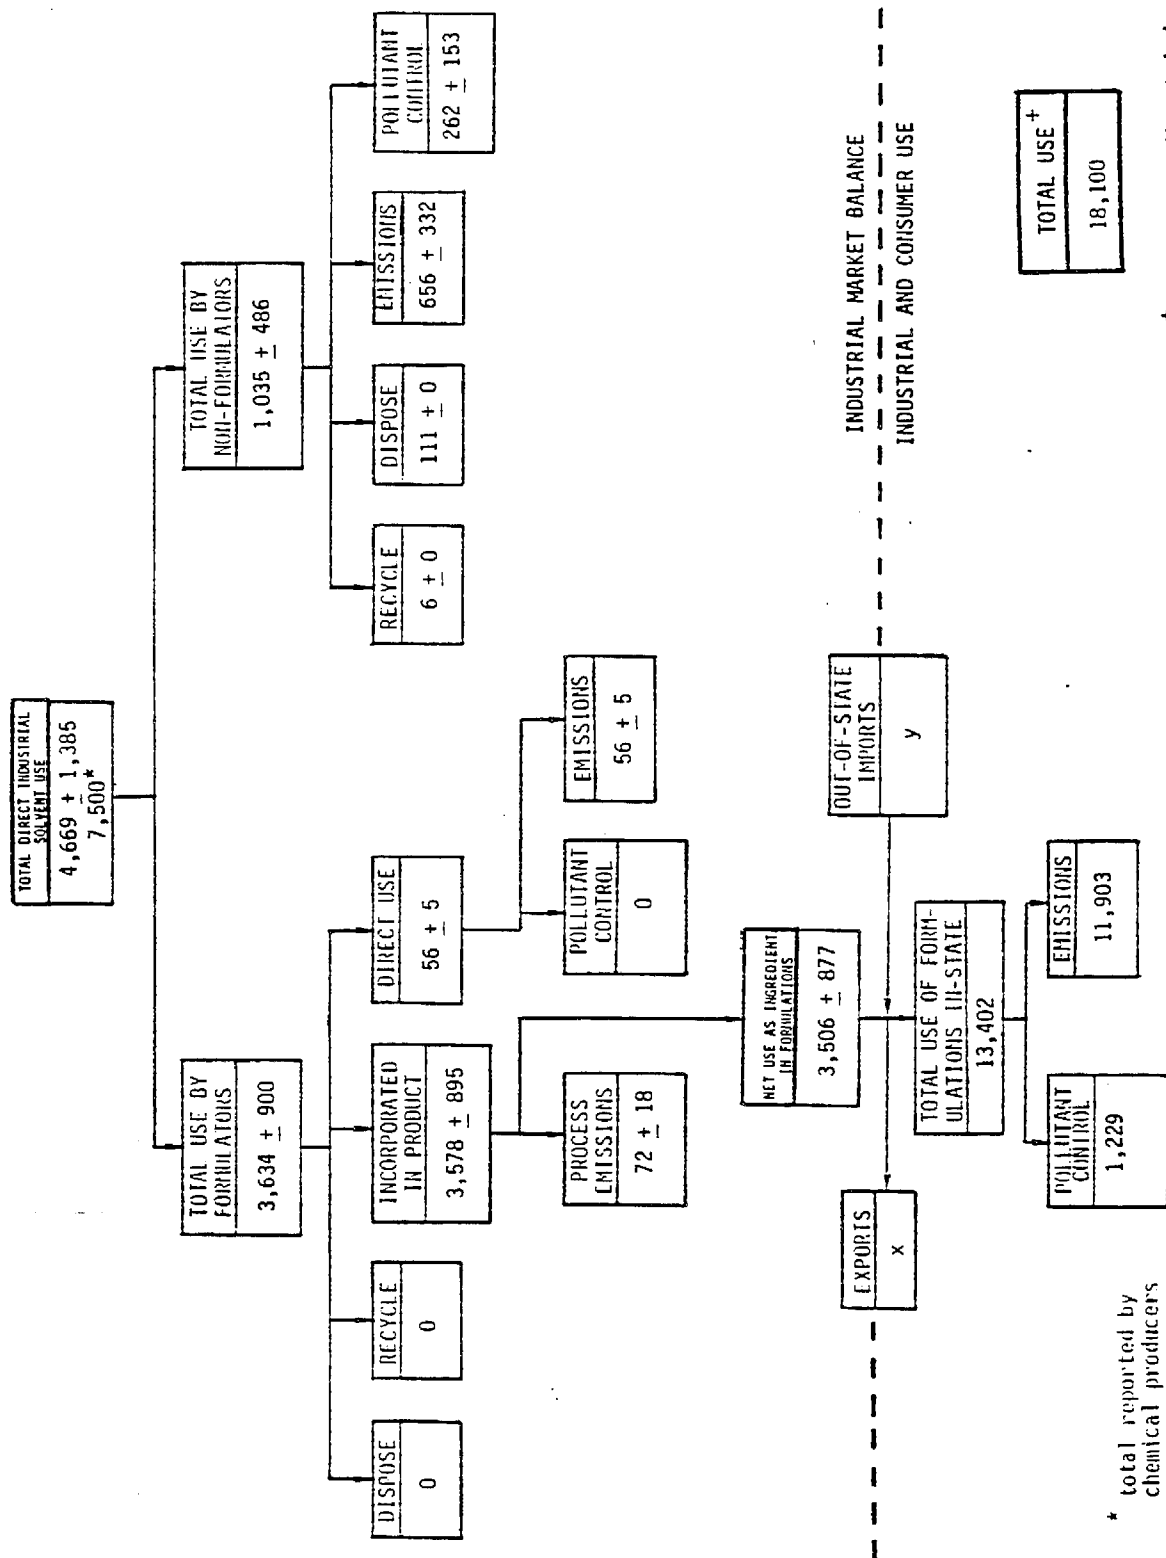 TOTAL DIRECT INDUSTRIAL
SOLVENT USE
4,669 ± 1,385
7,500*
TOTAL USE BY
FORMULATORS
3,634 ± 900
TOTAL USE BY
NON-FORMULATORS
1,035 ± 486
DISPOSE
0
RECYCLE
0
INCORPORATED
IN PRODUCT
3,578 ± 895
DIRECT USE
56 ± 5
RECYCLE
6 ± 0
DISPOSE
111 ± 0
EMISSIONS
656 ± 332
POLLUTANT
CONTROL
262 ± 153
PROCESS
EMISSIONS
72 ± 18
POLLUTANT
CONTROL
0
EMISSIONS
56 ± 5
NET USE AS INGREDIENT
IN FORMULATIONS
3,506 ± 877
EXPORTS
x
OUT-OF-STATE
IMPORTS
y
INDUSTRIAL MARKET BALANCE
INDUSTRIAL AND CONSUMER USE
TOTAL USE OF FORM-
ULATIONS IN-STATE
13,402
POLLUTANT
CONTROL
1,229
EMISSIONS
11,903
TOTAL USE+
18,100
* total reported by
chemical producers